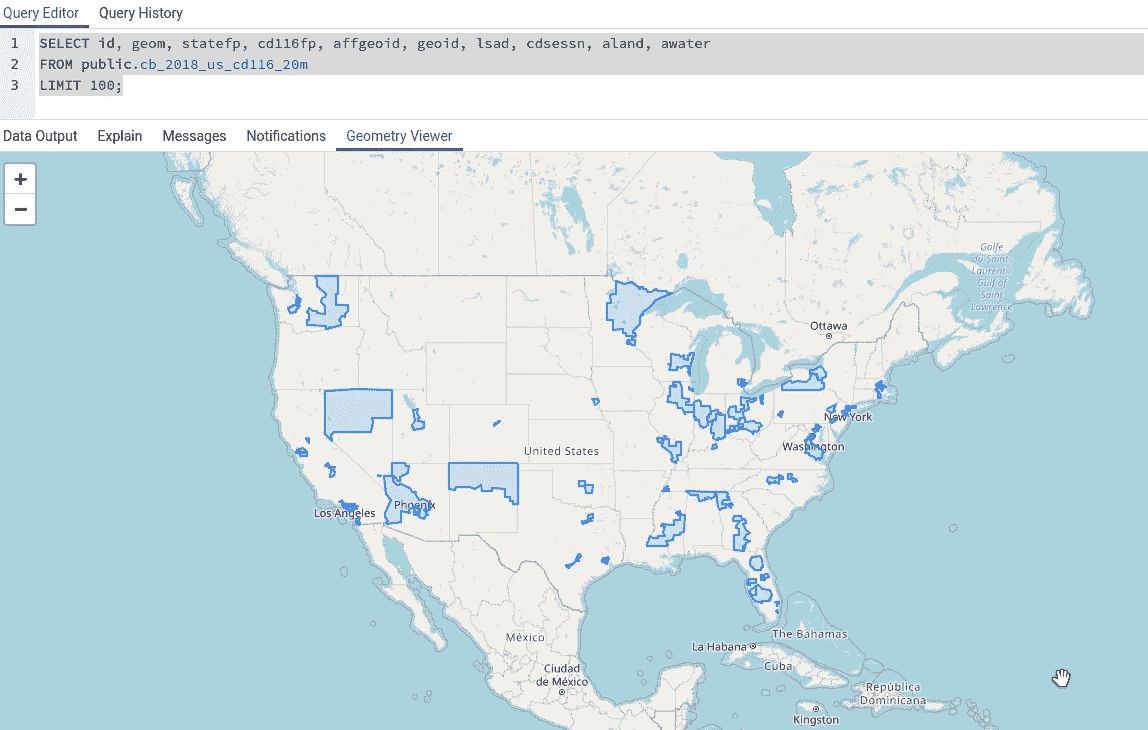 Query Editor Query History
1 SELECT id, geom, statefp, cd116fp, affgeoid, geoid, lsad, cdsessn, aland, awater
2 FROM public.cb_2018_us_cd116_20m
3 LIMIT 100;
Data Output Explain Messages Notifications Geometry Viewer
+
−
Golfe
du Saint-
Laurent /
Gulf of
Saint
Lawrence
Ottawa
New York
Washington
United States
Phoenix
Los Angeles
The Bahamas
México
La Habana
Cuba
Ciudad
de México
República
Dominicana
Kingston